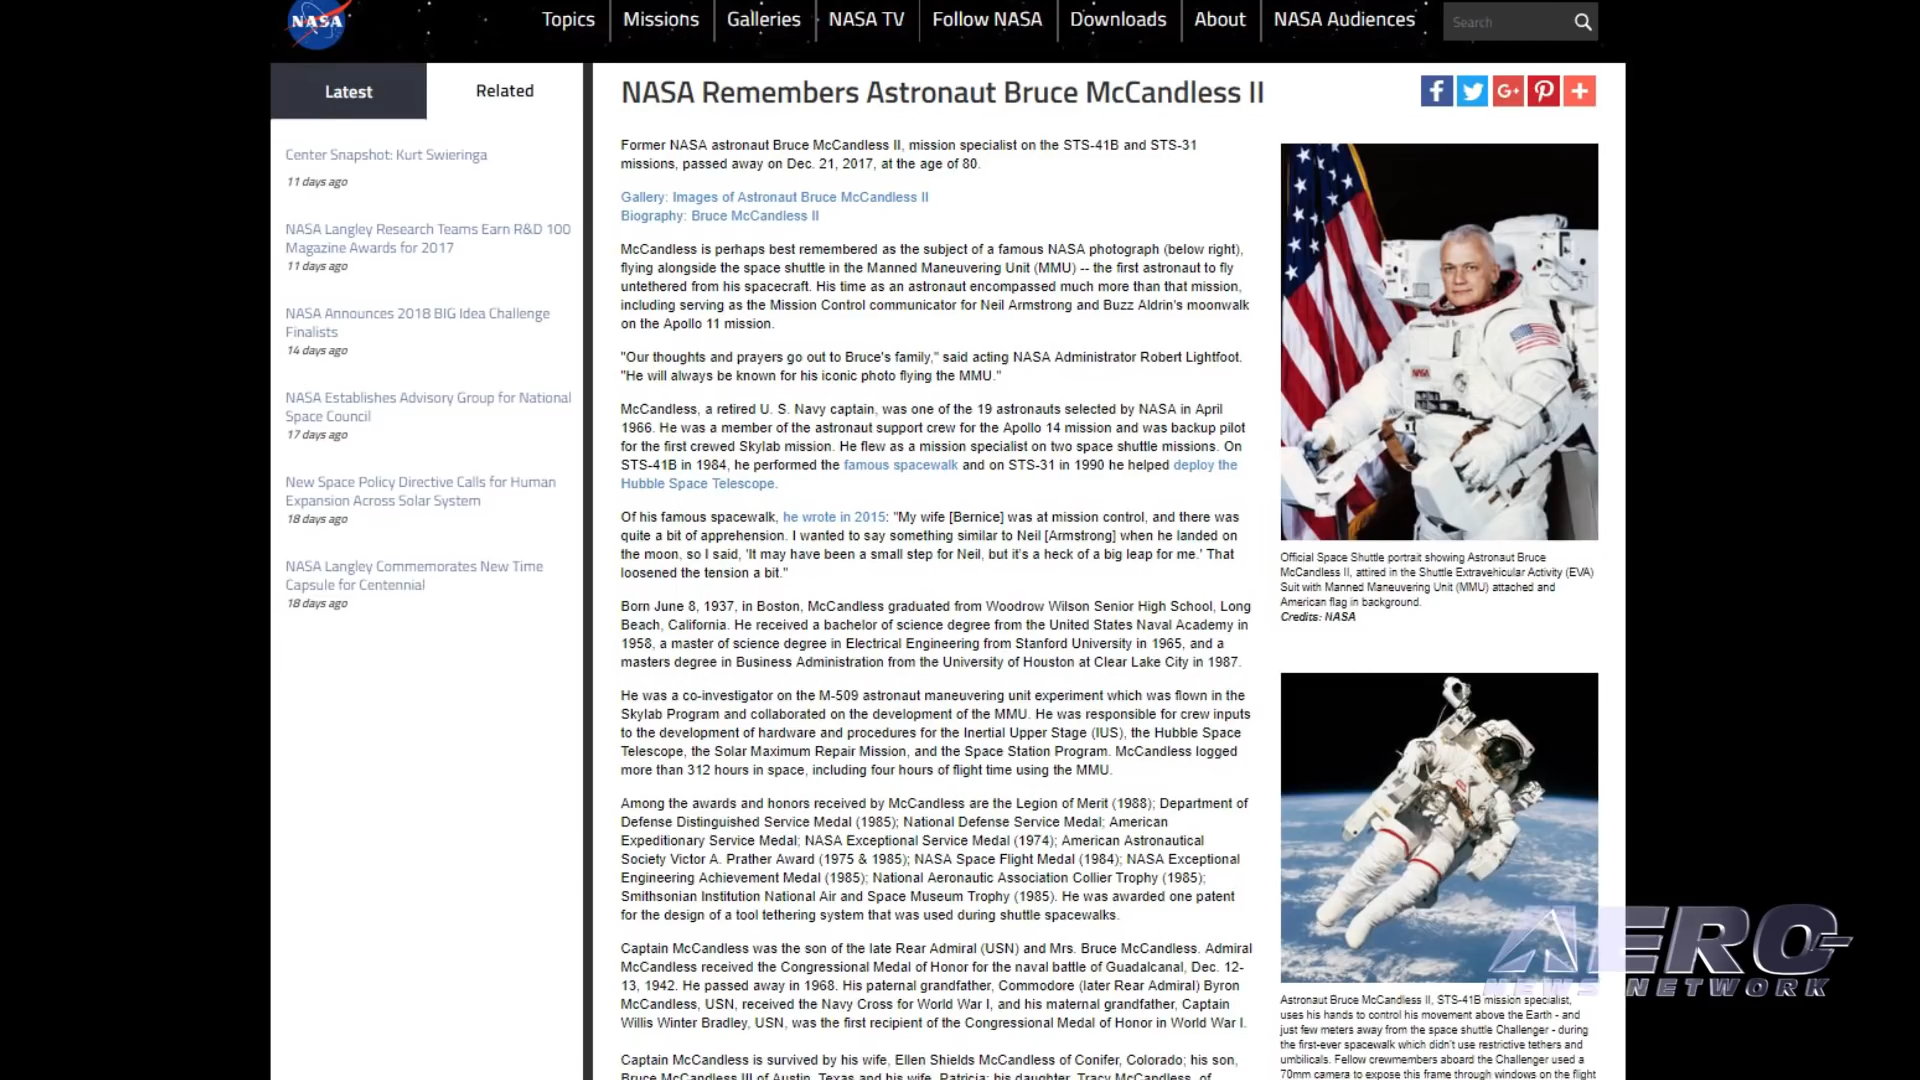 NASA
Topics
Missions
Galleries
NASA TV
Follow NASA
Downloads
About
NASA Audiences
Search
Latest
Related
Center Snapshot: Kurt Swieringa
11 days ago
NASA Langley Research Teams Earn R&D 100
Magazine Awards for 2017
11 days ago
NASA Announces 2018 BIG Idea Challenge
Finalists
14 days ago
NASA Establishes Advisory Group for National
Space Council
17 days ago
New Space Policy Directive Calls for Human
Expansion Across Solar System
18 days ago
NASA Langley Commemorates New Time
Capsule for Centennial
18 days ago
NASA Remembers Astronaut Bruce McCandless II
Former NASA astronaut Bruce McCandless II, mission specialist on the STS-41B and STS-31
missions, passed away on Dec. 21, 2017, at the age of 80.
Gallery: Images of Astronaut Bruce McCandless II
Biography: Bruce McCandless II
McCandless is perhaps best remembered as the subject of a famous NASA photograph (below right),
flying alongside the space shuttle in the Manned Maneuvering Unit (MMU) -- the first astronaut to fly
untethered from his spacecraft. His time as an astronaut encompassed much more than that mission,
including serving as the Mission Control communicator for Neil Armstrong and Buzz Aldrin's moonwalk
on the Apollo 11 mission.
"Our thoughts and prayers go out to Bruce's family," said acting NASA Administrator Robert Lightfoot.
"He will always be known for his iconic photo flying the MMU."
McCandless, a retired U. S. Navy captain, was one of the 19 astronauts selected by NASA in April
1966. He was a member of the astronaut support crew for the Apollo 14 mission and was backup pilot
for the first crewed Skylab mission. He flew as a mission specialist on two space shuttle missions. On
STS-41B in 1984, he performed the famous spacewalk and on STS-31 in 1990 he helped deploy the
Hubble Space Telescope.
Of his famous spacewalk, he wrote in 2015: "My wife [Bernice] was at mission control, and there was
quite a bit of apprehension. I wanted to say something similar to Neil [Armstrong] when he landed on
the moon, so I said, 'It may have been a small step for Neil, but it's a heck of a big leap for me.' That
loosened the tension a bit."
Born June 8, 1937, in Boston, McCandless graduated from Woodrow Wilson Senior High School, Long
Beach, California. He received a bachelor of science degree from the United States Naval Academy in
1958, a master of science degree in Electrical Engineering from Stanford University in 1965, and a
masters degree in Business Administration from the University of Houston at Clear Lake City in 1987.
He was a co-investigator on the M-509 astronaut maneuvering unit experiment which was flown in the
Skylab Program and collaborated on the development of the MMU. He was responsible for crew inputs
to the development of hardware and procedures for the Inertial Upper Stage (IUS), the Hubble Space
Telescope, the Solar Maximum Repair Mission, and the Space Station Program. McCandless logged
more than 312 hours in space, including four hours of flight time using the MMU.
Among the awards and honors received by McCandless are the Legion of Merit (1988); Department of
Defense Distinguished Service Medal (1985); National Defense Service Medal; American
Expeditionary Service Medal; NASA Exceptional Service Medal (1974); American Astronautical
Society Victor A. Prather Award (1975 & 1985); NASA Space Flight Medal (1984); NASA Exceptional
Engineering Achievement Medal (1985); National Aeronautic Association Collier Trophy (1985);
Smithsonian Institution National Air and Space Museum Trophy (1985). He was awarded one patent
for the design of a tool tethering system that was used during shuttle spacewalks.
Captain McCandless was the son of the late Rear Admiral (USN) and Mrs. Bruce McCandless. Admiral
McCandless received the Congressional Medal of Honor for the naval battle of Guadalcanal, Dec. 12-
13, 1942. He passed away in 1968. His paternal grandfather, Commodore (later Rear Admiral) Byron
McCandless, USN, received the Navy Cross for World War I, and his maternal grandfather, Captain
Willis Winter Bradley, USN, was the first recipient of the Congressional Medal of Honor in World War I.
Captain McCandless is survived by his wife, Ellen Shields McCandless of Conifer, Colorado; his son,
Bruce McCandless III of Austin, Texas and his wife, Patricia; his daughter, Tracy McCandless, of
NASA
Official Space Shuttle portrait showing Astronaut Bruce
McCandless II, attired in the Shuttle Extravehicular Activity (EVA)
Suit with Manned Maneuvering Unit (MMU) attached and
American flag in background.
Credits: NASA
Astronaut Bruce McCandless II, STS-41B mission specialist,
uses his hands to control his movement above the Earth - and
just few meters away from the space shuttle Challenger - during
the first-ever spacewalk which didn't use restrictive tethers and
umbilicals. Fellow crewmembers aboard the Challenger used a
70mm camera to expose this frame through windows on the flight
AERO-
NEWS NETWORK